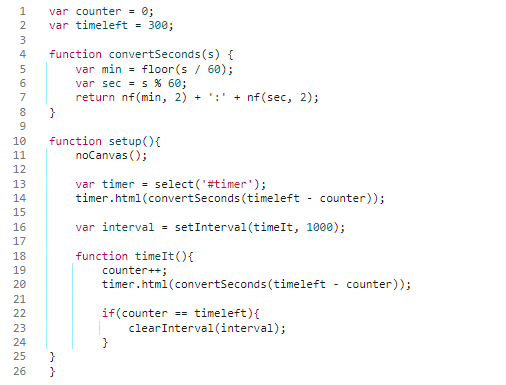 1 var counter = 0;
2 var timeleft = 300;
3
4 function convertSeconds(s) {
5     var min = floor(s / 60);
6     var sec = s % 60;
7     return nf(min, 2) + ':' + nf(sec, 2);
8 }
9
10 function setup(){
11     noCanvas();
12
13     var timer = select('#timer');
14     timer.html(convertSeconds(timeleft - counter));
15
16     var interval = setInterval(timeIt, 1000);
17
18     function timeIt(){
19         counter++;
20         timer.html(convertSeconds(timeleft - counter));
21
22         if(counter == timeleft){
23             clearInterval(interval);
24         }
25 }
26 }